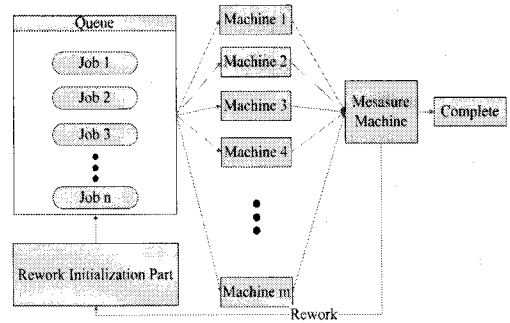 Queue
Job 1
Job 2
Job 3
Job n
Rework Initialization Part
Machine 1
Machine 2
Machine 3
Machine 4
Machine m
Mesasure
Machine
Complete
Rework